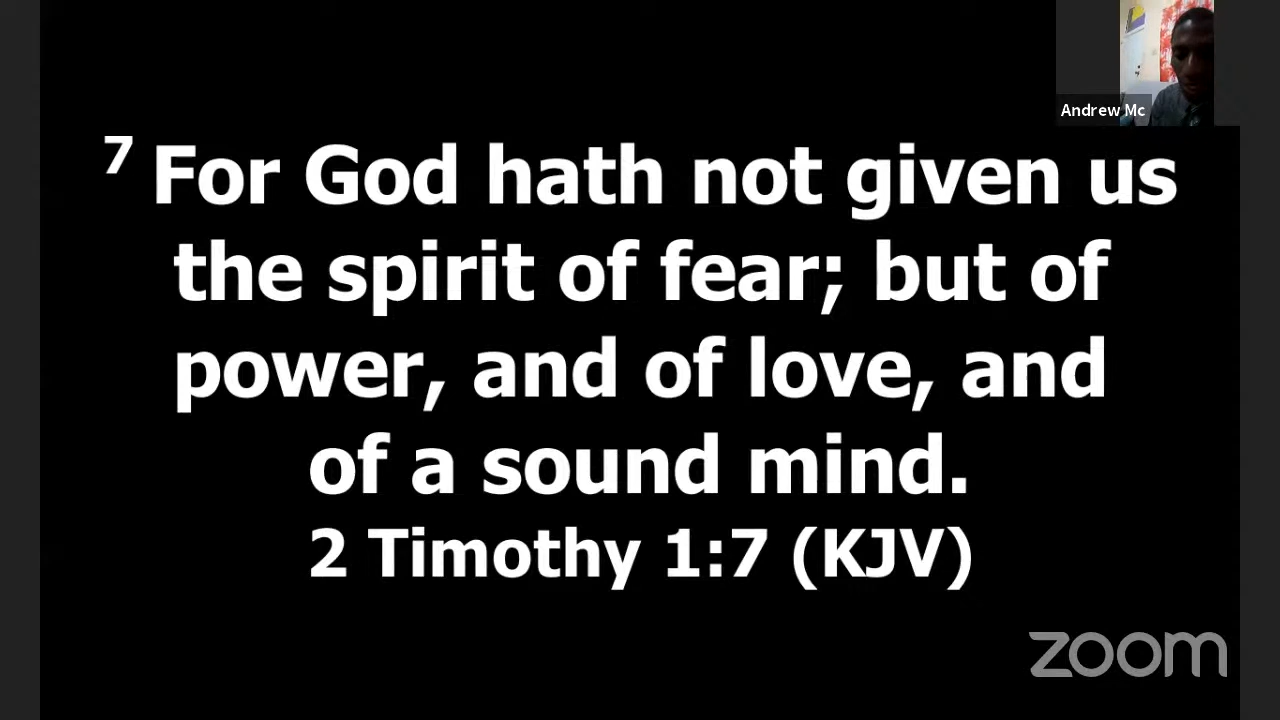 Andrew Mc
7 For God hath not given us
the spirit of fear; but of
power, and of love, and
of a sound mind.
2 Timothy 1:7 (KJV)
zoom